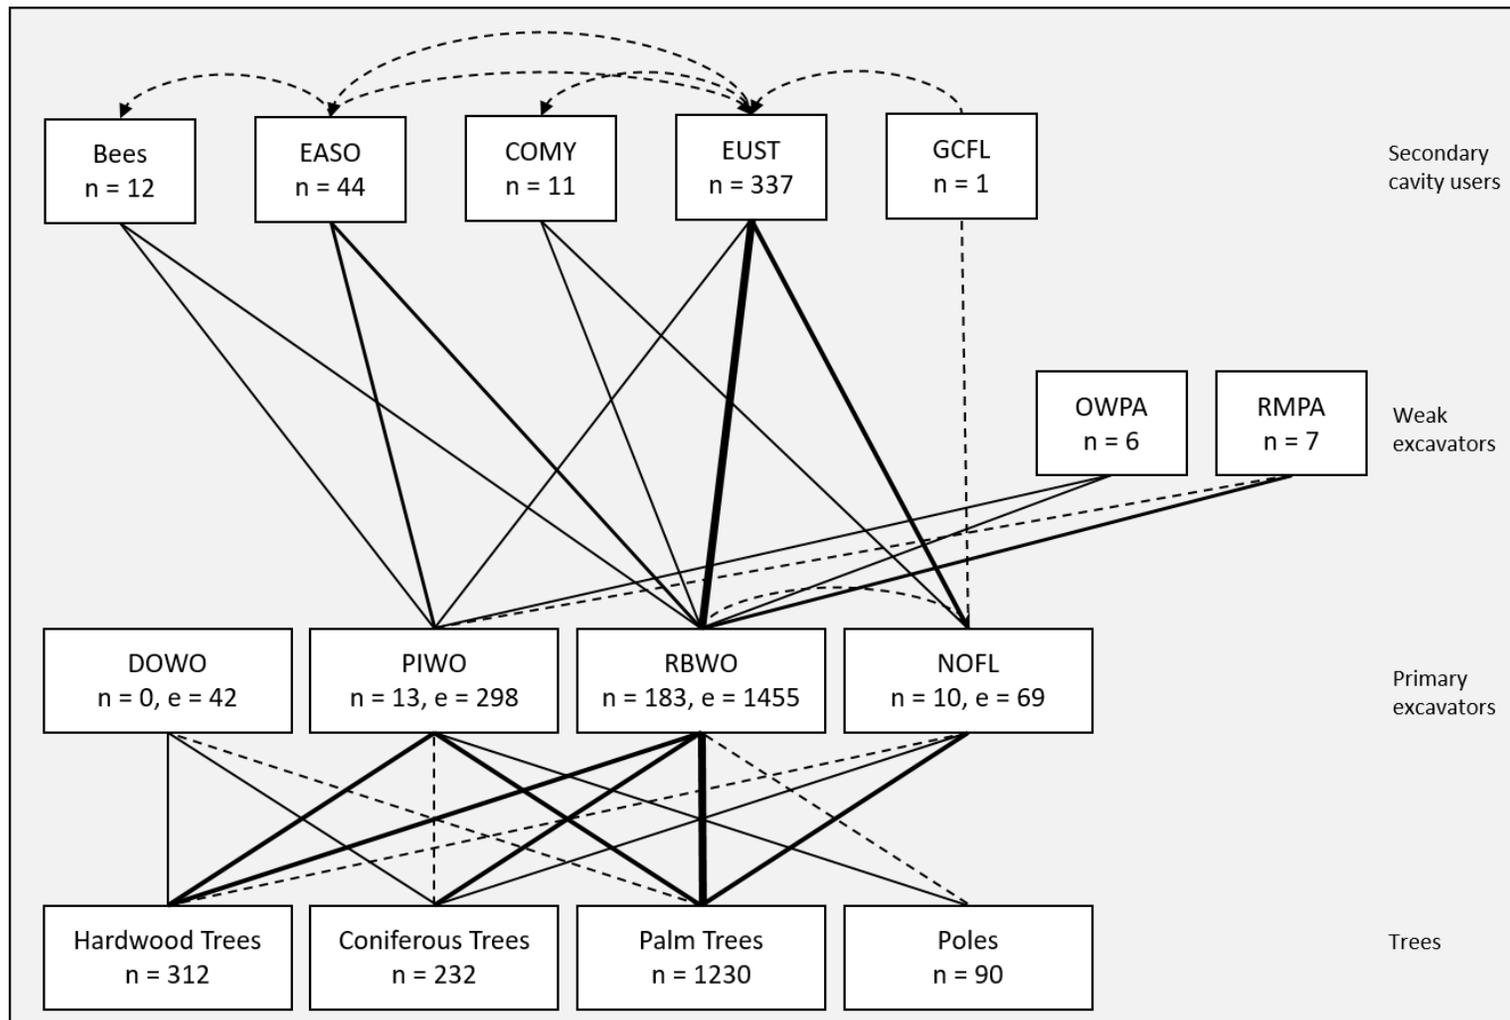 Bees
n = 12
EASO
n = 44
COMY
n = 11
EUST
n = 337
GCFL
n = 1
Secondary
cavity users
OWPA
n = 6
RMPA
n = 7
Weak
excavators
DOWO
n = 0, e = 42
PIWO
n = 13, e = 298
RBWO
n = 183, e = 1455
NOFL
n = 10, e = 69
Primary
excavators
Hardwood Trees
n = 312
Coniferous Trees
n = 232
Palm Trees
n = 1230
Poles
n = 90
Trees